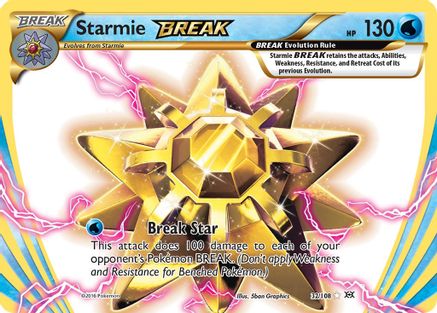 BREAK
Starmie BREAK
HP 130
Evolves from Starmie
BREAK Evolution Rule
Starmie BREAK retains the attacks, Abilities,
Weakness, Resistance, and Retreat Cost of its
previous Evolution.
Break Star
This attack does 100 damage to each of your
opponent's Pokémon BREAK. (Don't apply Weakness
and Resistance for Benched Pokémon.)
©2016 Pokémon
Illus. 5ban Graphics
32/108